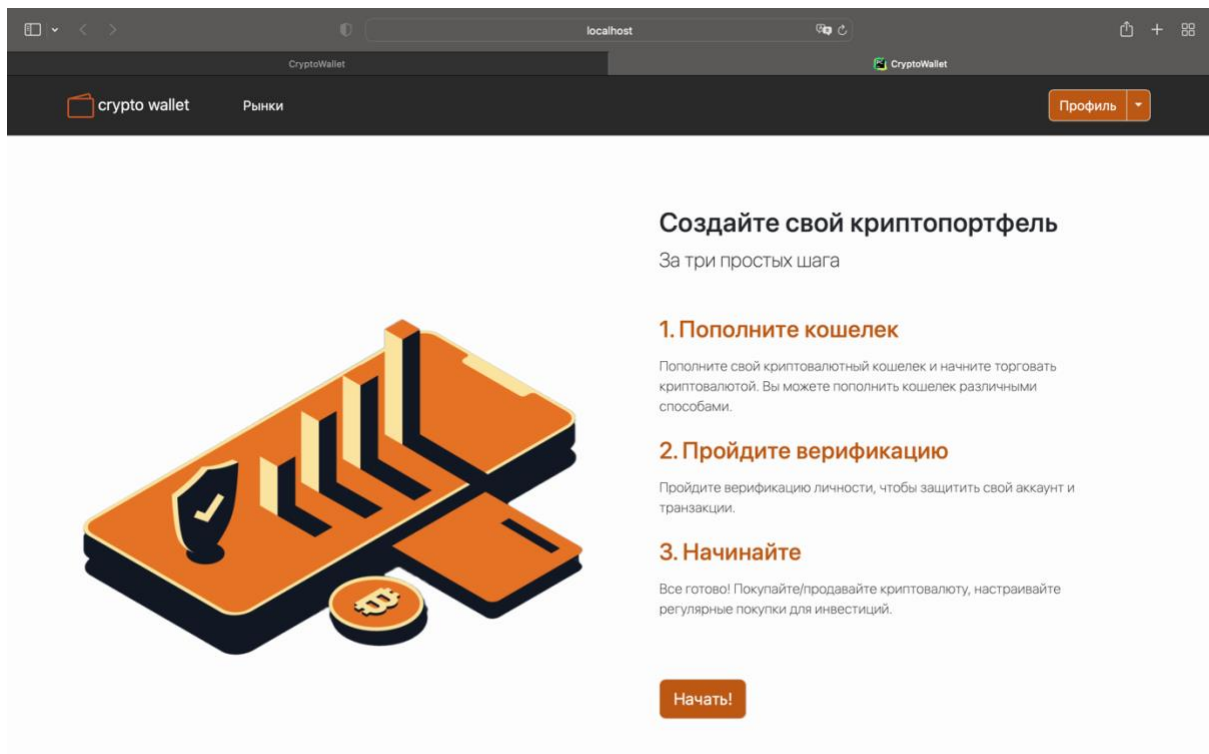 localhost
CryptoWallet
CryptoWallet
crypto wallet
Рынки
Профиль
Создайте свой криптопортфель
За три простых шага
1. Пополните кошелек
Пополните свой криптовалютный кошелек и начните торговать
криптовалютой. Вы можете пополнить кошелек различными
способами.
2. Пройдите верификацию
Пройдите верификацию личности, чтобы защитить свой аккаунт и
транзакции.
3. Начинайте
Все готово! Покупайте/продавайте криптовалюту, настраивайте
регулярные покупки для инвестиций.
Начать!